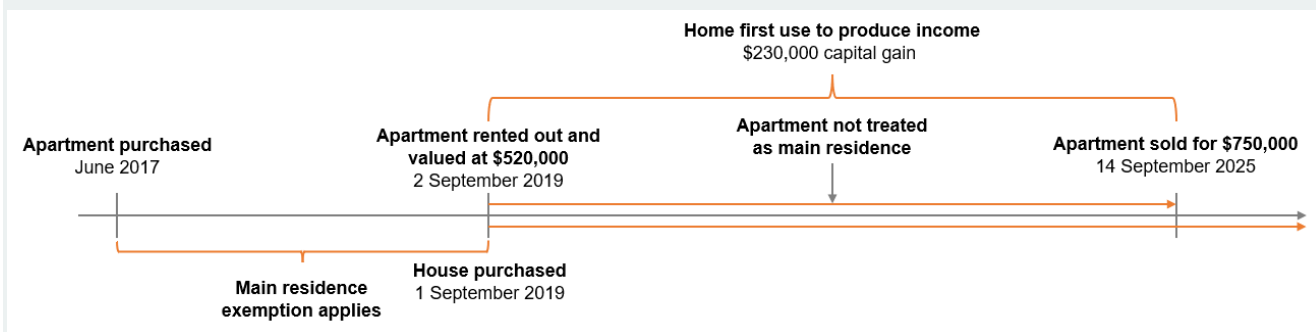 Home first use to produce income
$230,000 capital gain
Apartment purchased
June 2017
Apartment rented out and
valued at $520,000
2 September 2019
Apartment not treated
as main residence
Apartment sold for $750,000
14 September 2025
Main residence
exemption applies
House purchased
1 September 2019